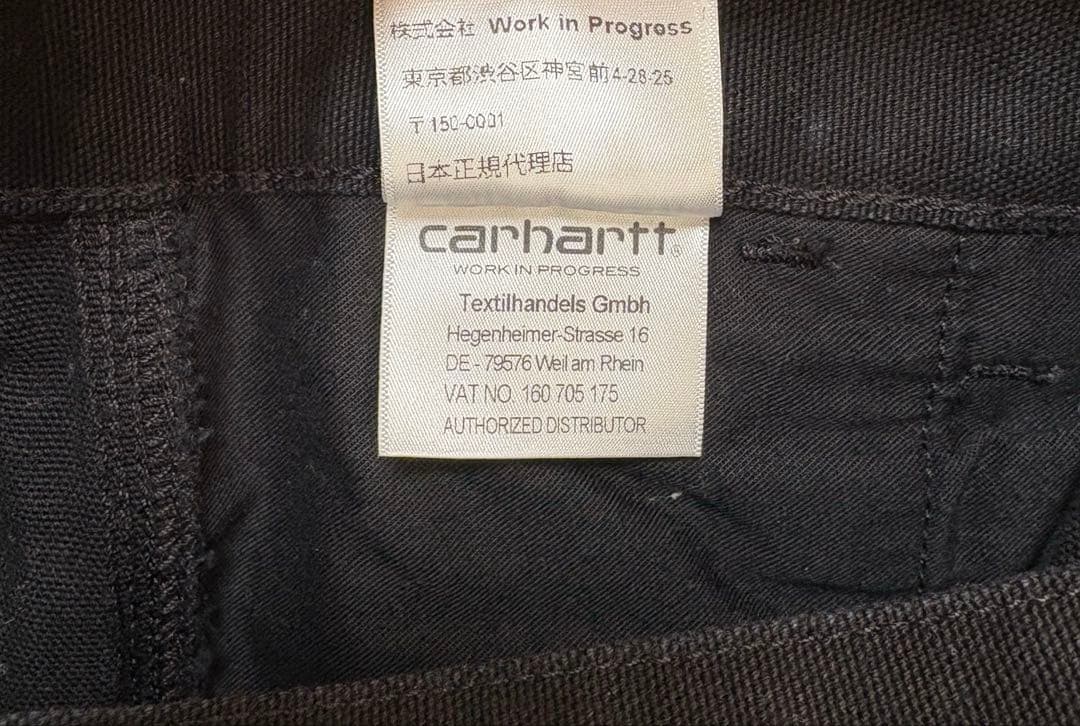 株式会社 Work in Progress
東京都渋谷区神宮前4-28-25
〒150-0001
日本正規代理店
carhartt®
WORK IN PROGRESS
Textilhandels Gmbh
Hegenheimer-Strasse 16
DE - 79576 Weil am Rhein
VAT NO. 160 705 175
AUTHORIZED DISTRIBUTOR